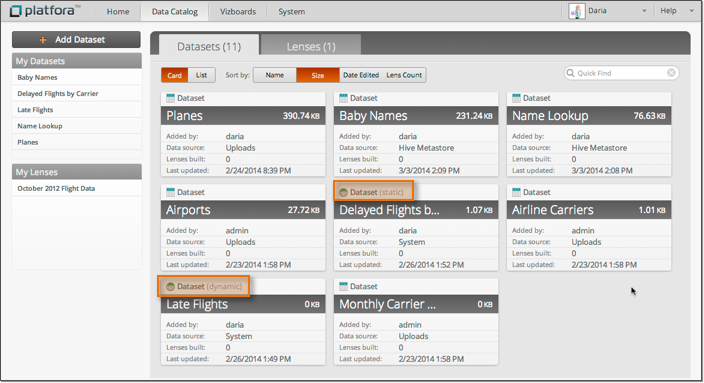 platfora™ Home Data Catalog Vizboards System Daria Help
+ Add Dataset
My Datasets
Baby Names
Delayed Flights by Carrier
Late Flights
Name Lookup
Planes
My Lenses
October 2012 Flight Data
Datasets (11) Lenses (1)
Card List Sort by: Name Size Date Edited Lens Count Quick Find
Dataset
Planes 390.74 KB
Added by: daria
Data source: Uploads
Lenses built: 0
Last updated: 2/24/2014 8:39 PM
Dataset
Baby Names 231.24 KB
Added by: daria
Data source: Hive Metastore
Lenses built: 0
Last updated: 3/3/2014 2:09 PM
Dataset
Name Lookup 76.63 KB
Added by: daria
Data source: Hive Metastore
Lenses built: 0
Last updated: 3/3/2014 2:08 PM
Dataset
Airports 27.72 KB
Added by: admin
Data source: Uploads
Lenses built: 0
Last updated: 2/23/2014 1:58 PM
Dataset (static)
Delayed Flights b... 1.07 KB
Added by: daria
Data source: System
Lenses built: 0
Last updated: 2/26/2014 1:52 PM
Dataset
Airline Carriers 1.01 KB
Added by: admin
Data source: Uploads
Lenses built: 0
Last updated: 2/23/2014 1:58 PM
Dataset (dynamic)
Late Flights 0 KB
Added by: daria
Data source: System
Lenses built: 0
Last updated: 2/26/2014 1:49 PM
Dataset
Monthly Carrier ... 0 KB
Added by: admin
Data source: Uploads
Lenses built: 0
Last updated: 2/23/2014 1:58 PM